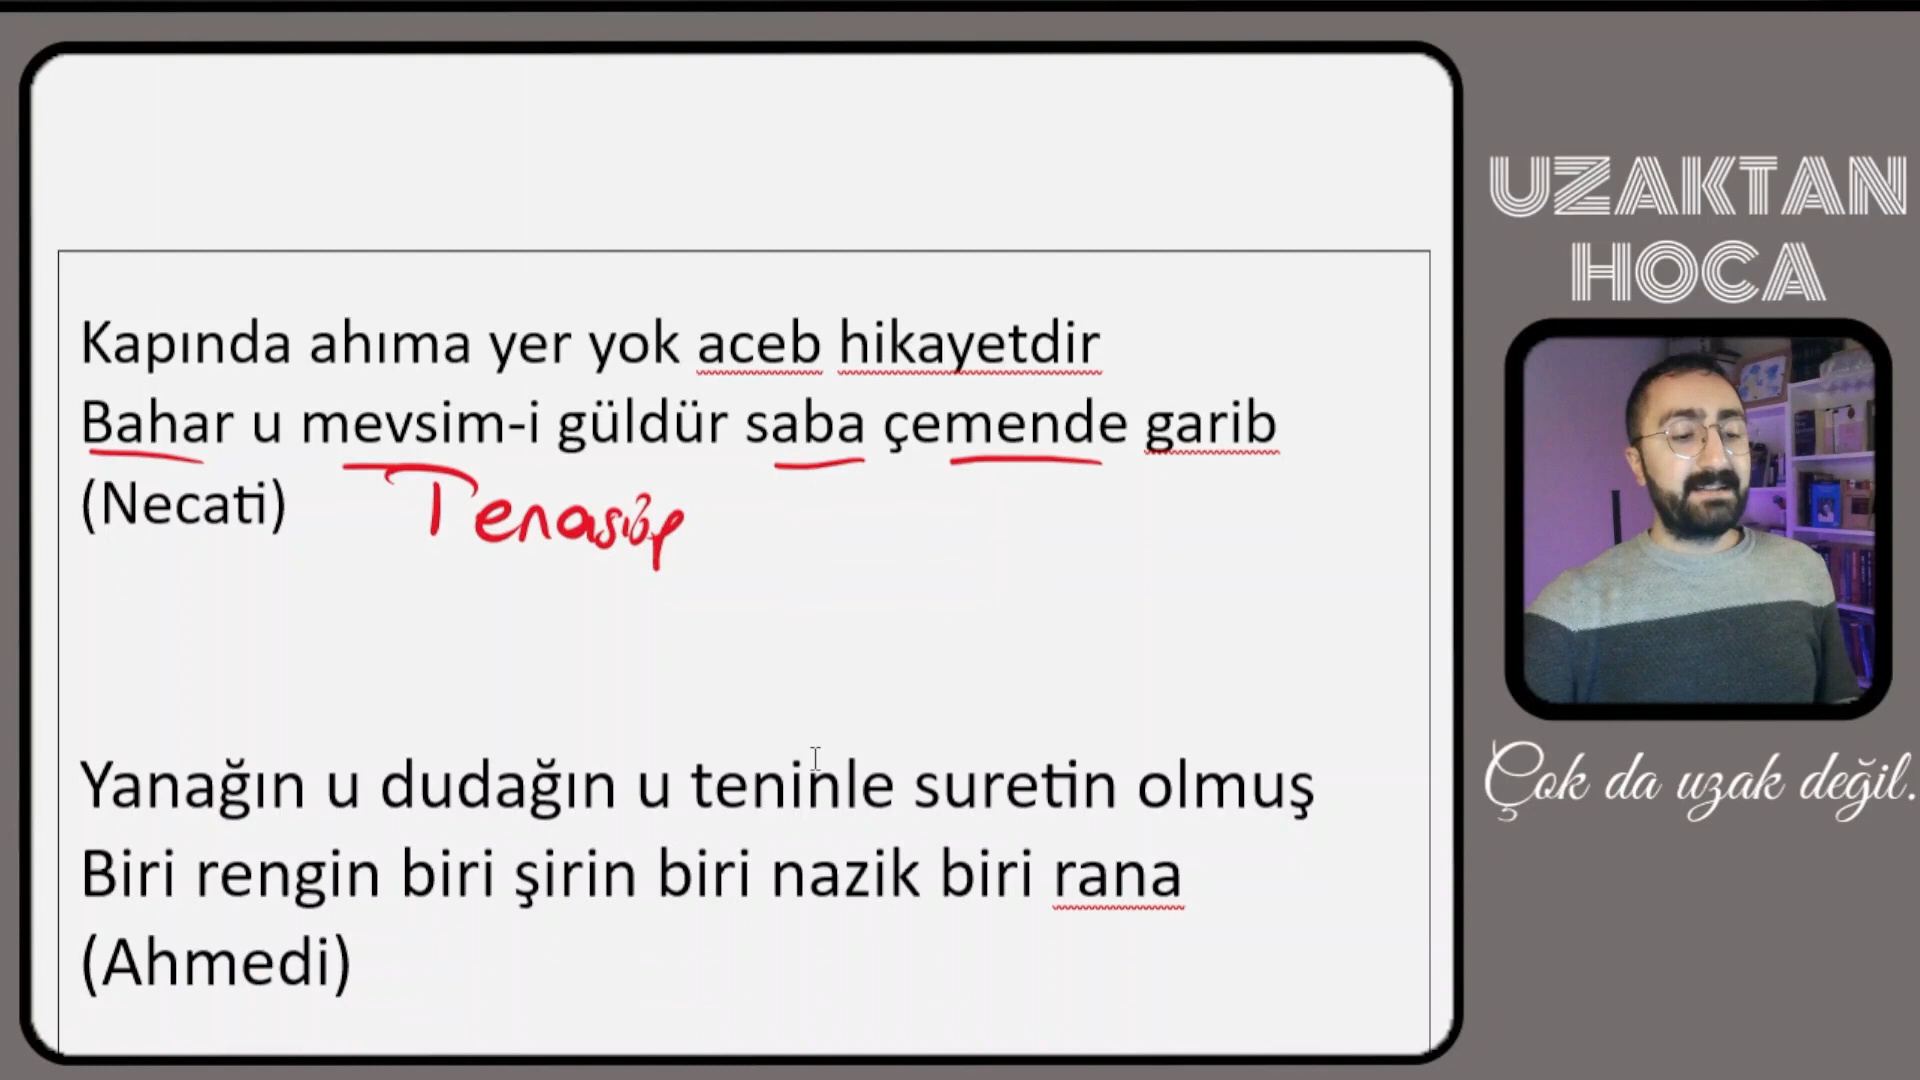 UZAKTAN
HOCA
Kapında ahıma yer yok aceb hikayetdir
Bahar u mevsim-i güldür saba çemende garib
(Necati)
Tenasüp
Yanağın u dudağın u teninle suretin olmuş
Biri rengin biri şirin biri nazik biri rana
(Ahmedi)
Çok da uzak değil.